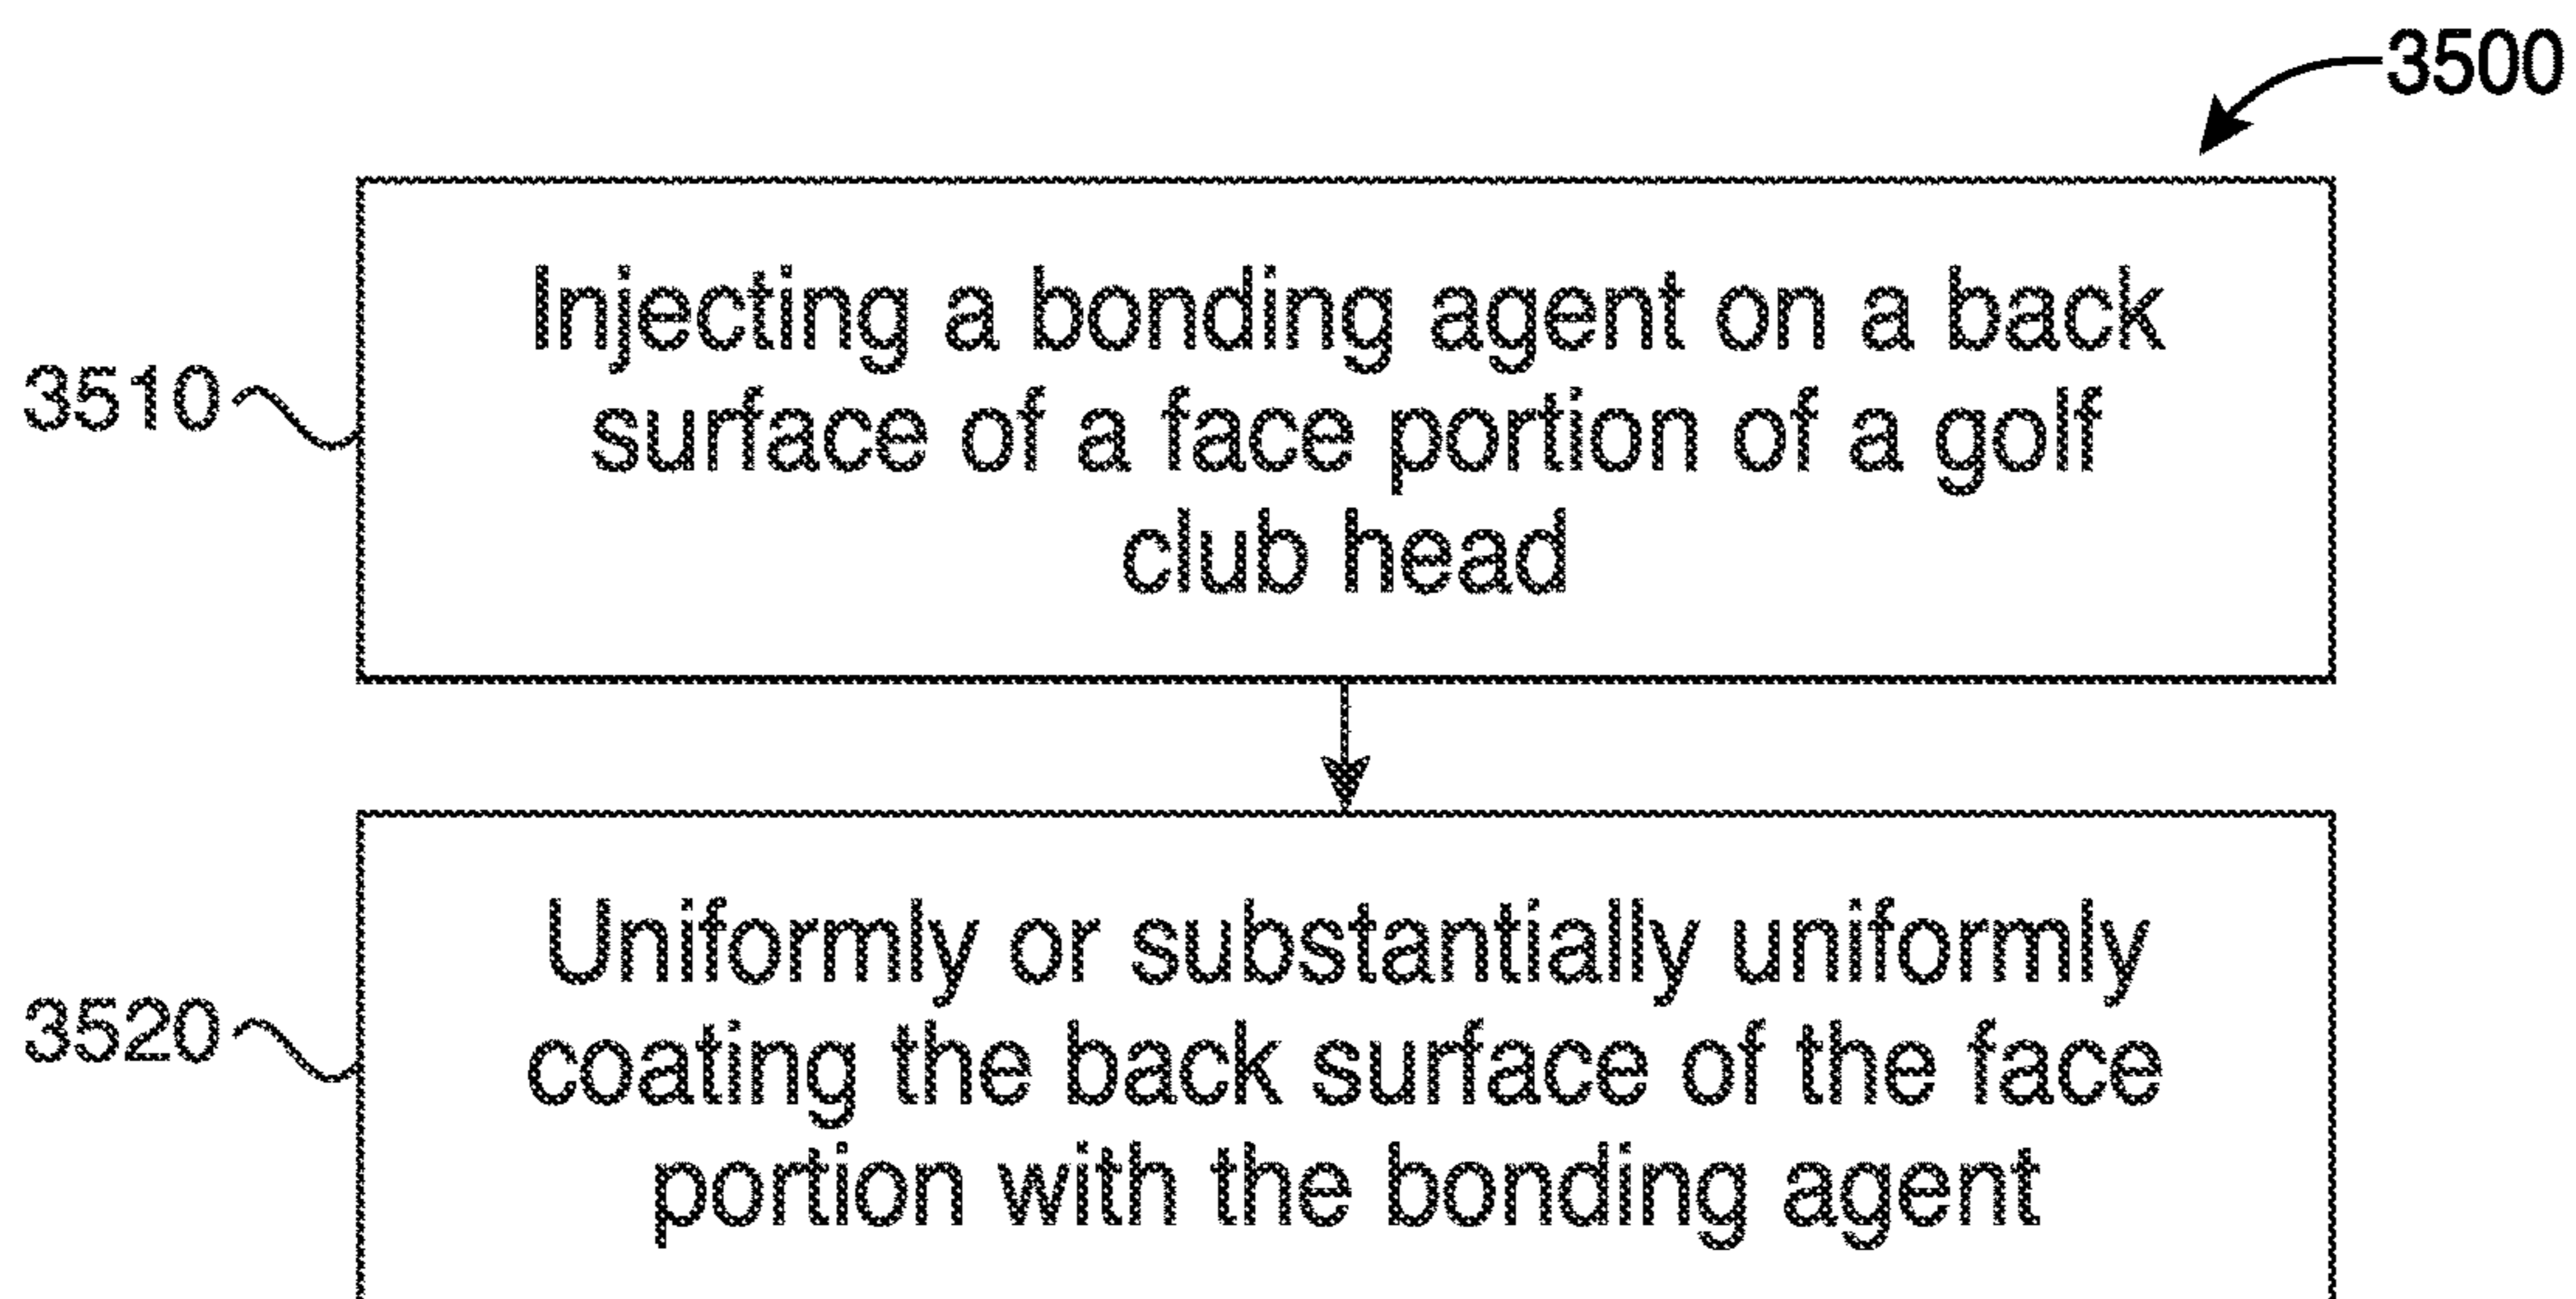 3500
Injecting a bonding agent on a back
surface of a face portion of a golf
club head
3510
Uniformly or substantially uniformly
coating the back surface of the face
portion with the bonding agent
3520